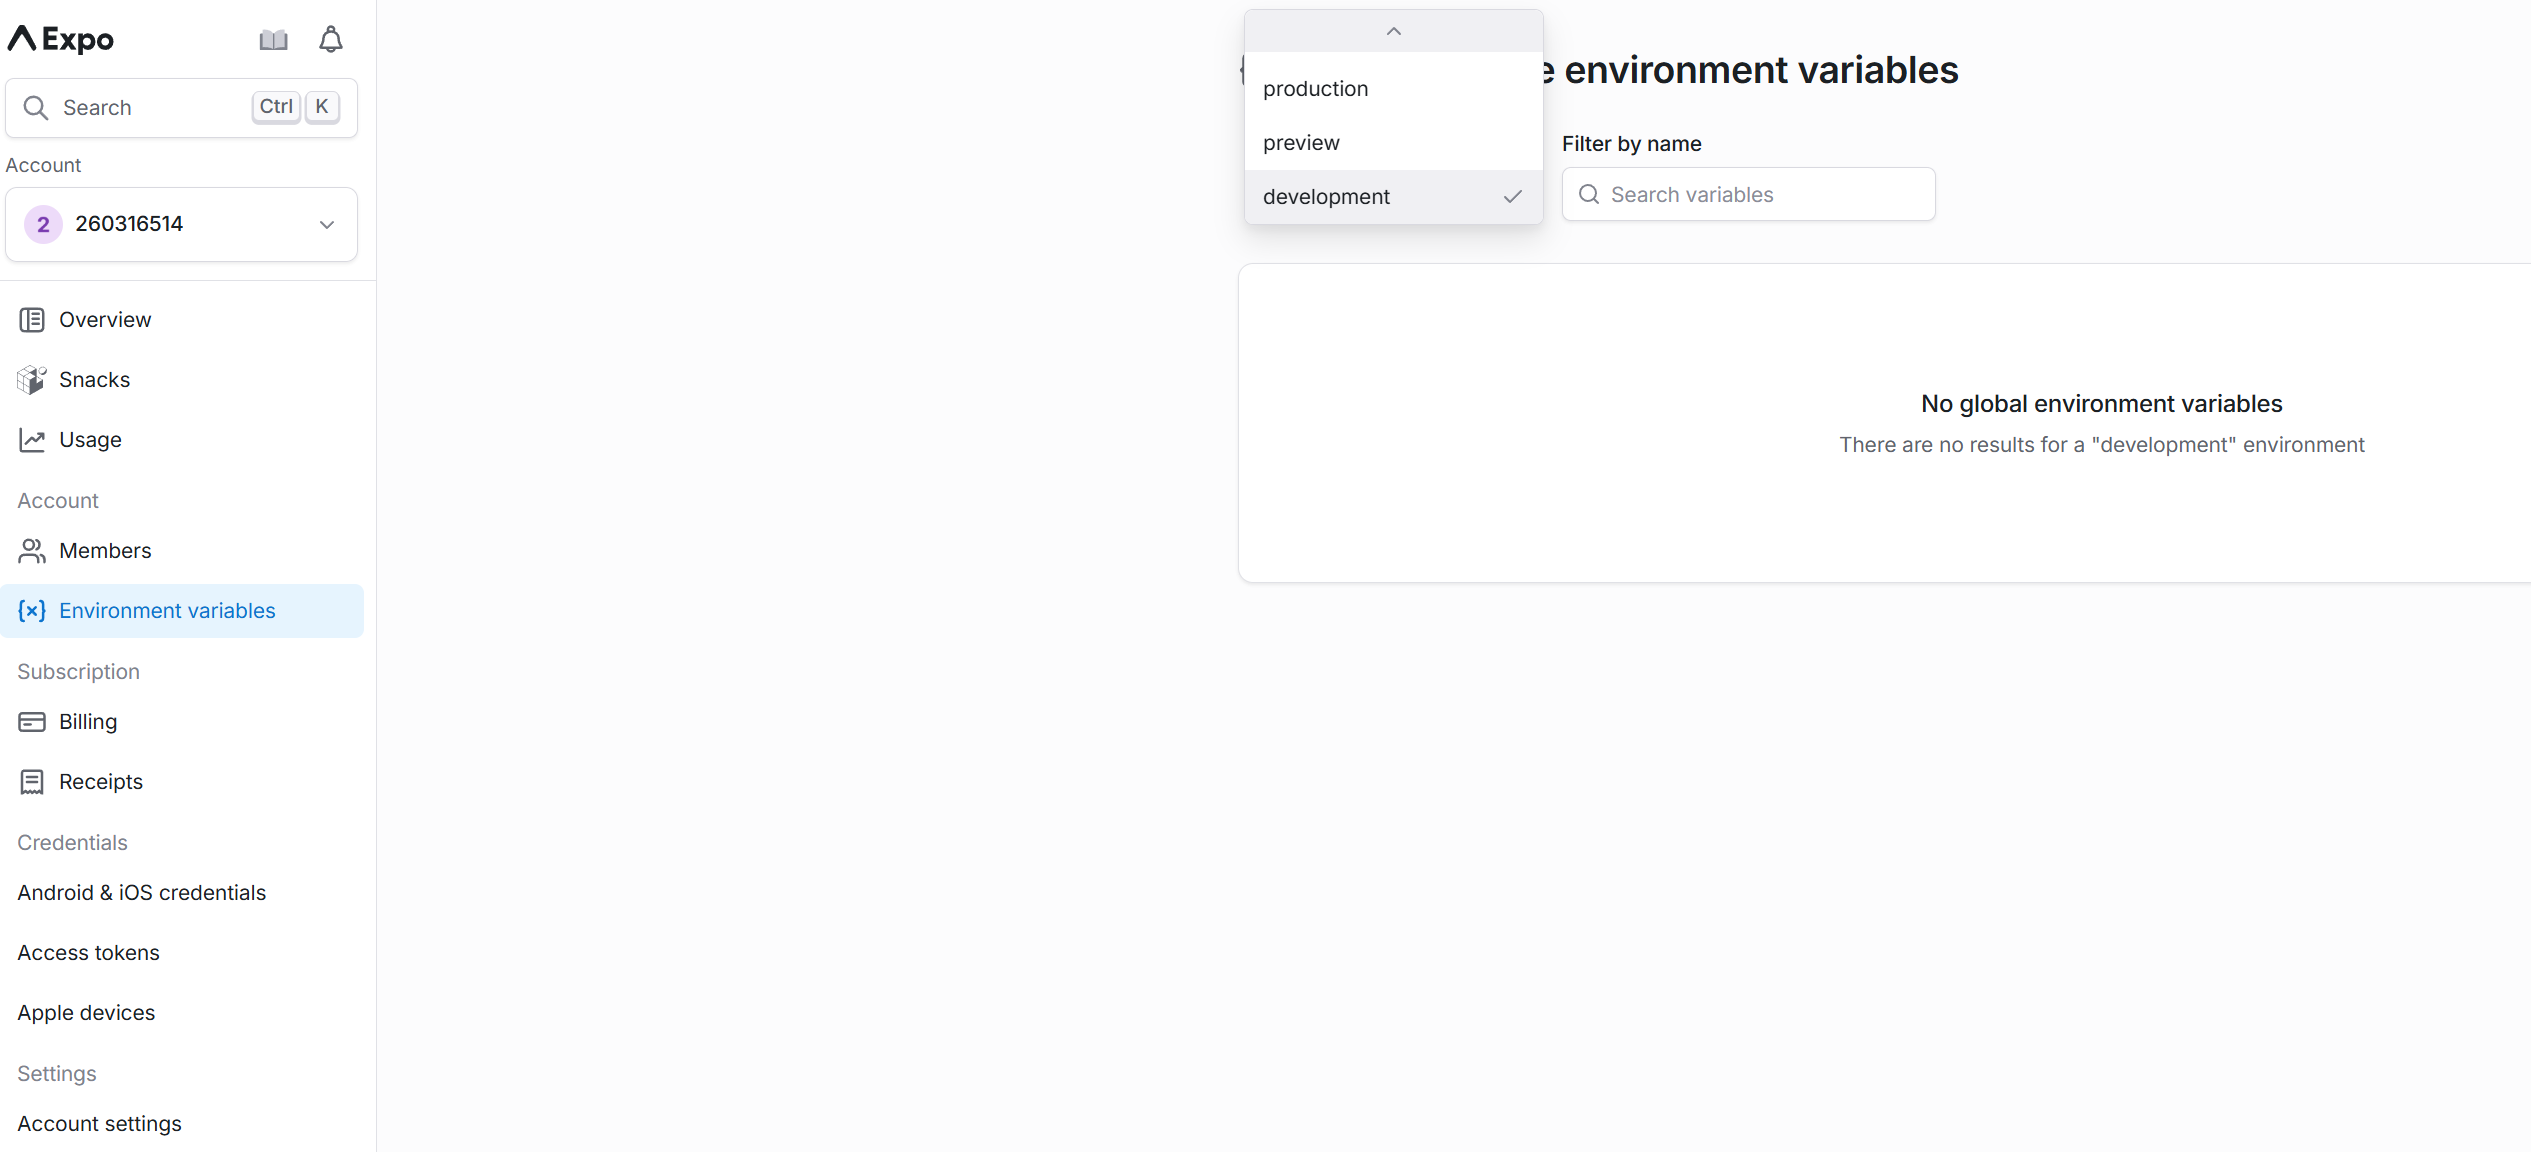 Expo
Search Ctrl K
Account
2 260316514
Overview
Snacks
Usage
Account
Members
Environment variables
Subscription
Billing
Receipts
Credentials
Android & iOS credentials
Access tokens
Apple devices
Settings
Account settings
environment variables
production
preview
development
Filter by name
Search variables
No global environment variables
There are no results for a "development" environment